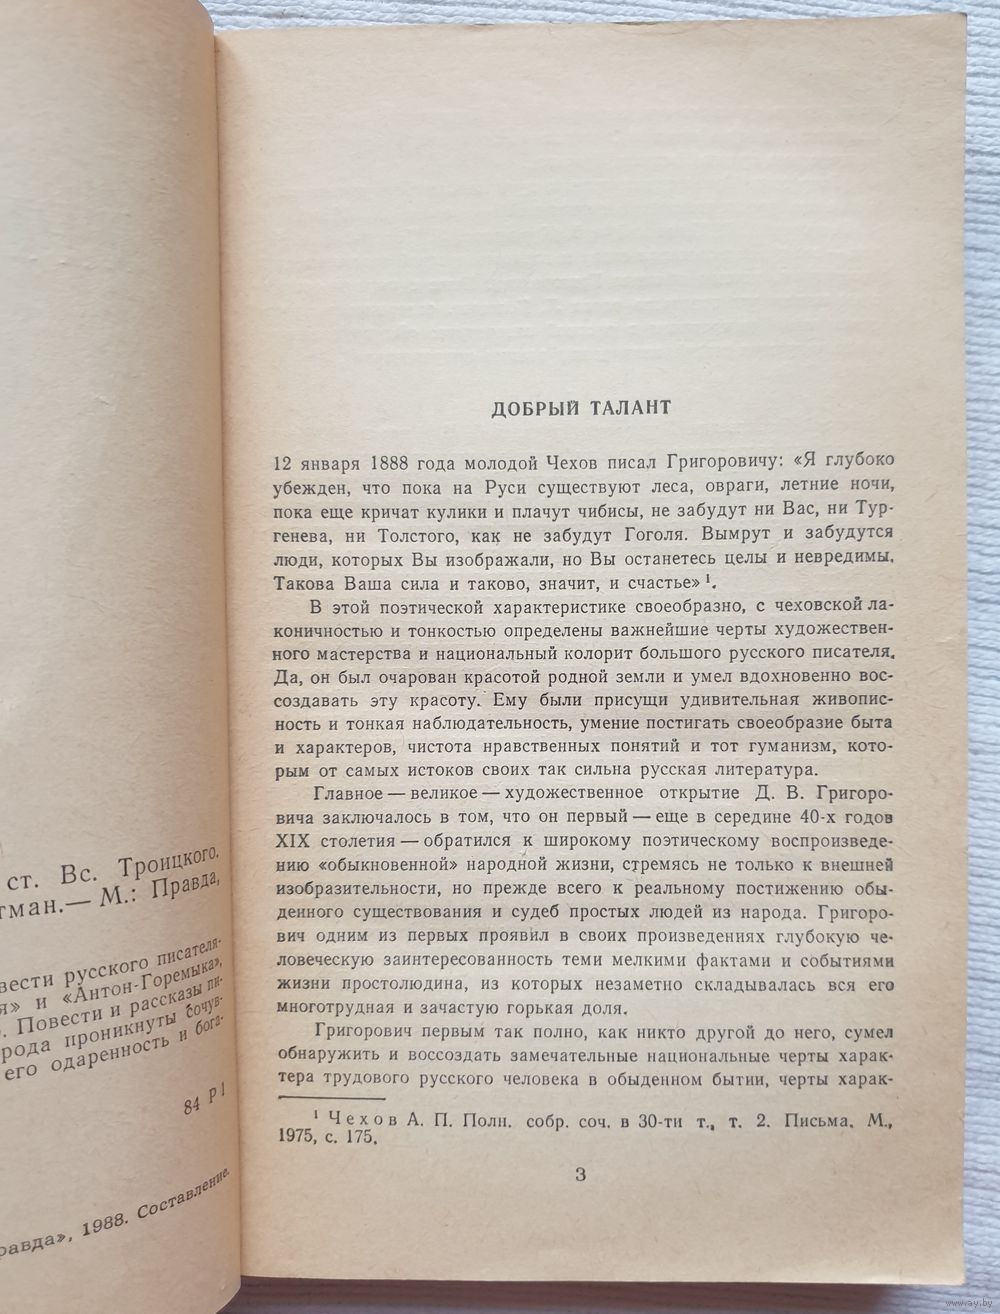 ст. Вс. Троицкого.
тман.— М.: Правда,
вести русского писателя-
я» и «Антон-Горемыка»,
. Повести и рассказы пи-
рода проникнуты сочув-
его одаренность и бога-
84 Р1
равда», 1988. Составление.
ДОБРЫЙ ТАЛАНТ
12 января 1888 года молодой Чехов писал Григоровичу: «Я глубоко
убежден, что пока на Руси существуют леса, овраги, летние ночи,
пока еще кричат кулики и плачут чибисы, не забудут ни Вас, ни Тур-
генева, ни Толстого, как не забудут Гоголя. Вымрут и забудутся
люди, которых Вы изображали, но Вы останетесь целы и невредимы.
Такова Ваша сила и таково, значит, и счастье» ¹.
В этой поэтической характеристике своеобразно, с чеховской ла-
коничностью и тонкостью определены важнейшие черты художествен-
ного мастерства и национальный колорит большого русского писателя.
Да, он был очарован красотой родной земли и умел вдохновенно вос-
создавать эту красоту. Ему были присущи удивительная живопис-
ность и тонкая наблюдательность, умение постигать своеобразие быта
и характеров, чистота нравственных понятий и тот гуманизм, кото-
рым от самых истоков своих так сильна русская литература.
Главное — великое — художественное открытие Д. В. Григоро-
вича заключалось в том, что он первый — еще в середине 40-х годов
XIX столетия — обратился к широкому поэтическому воспроизведе-
нию «обыкновенной» народной жизни, стремясь не только к внешней
изобразительности, но прежде всего к реальному постижению обы-
денного существования и судеб простых людей из народа. Григоро-
вич одним из первых проявил в своих произведениях глубокую че-
ловеческую заинтересованность теми мелкими фактами и событиями
жизни простолюдина, из которых незаметно складывалась вся его
многотрудная и зачастую горькая доля.
Григорович первым так полно, как никто другой до него, сумел
обнаружить и воссоздать замечательные национальные черты харак-
тера трудового русского человека в обыденном бытии, черты харак-
¹ Чехов А. П. Полн. собр. соч. в 30-ти т., т. 2. Письма. М.,
1975, с. 175.
3
www.ay.by